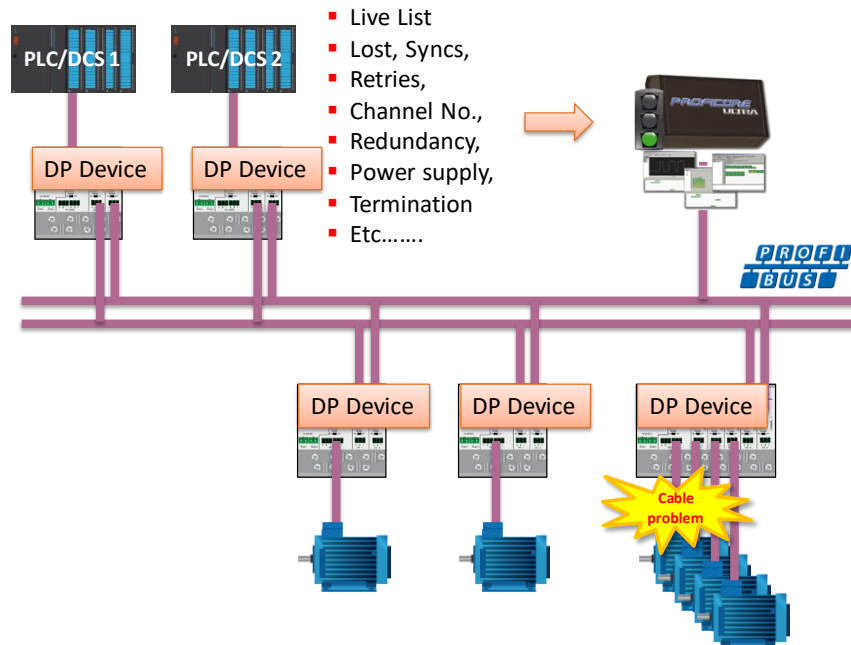 PLC/DCS 1
PLC/DCS 2
Live List
Lost, Syncs,
Retries,
Channel No.,
Redundancy,
Power supply,
Termination
Etc…….
PROFICORE
ULTRA
DP Device
DP Device
PROFI
BUS
DP Device
DP Device
DP Device
Cable
problem